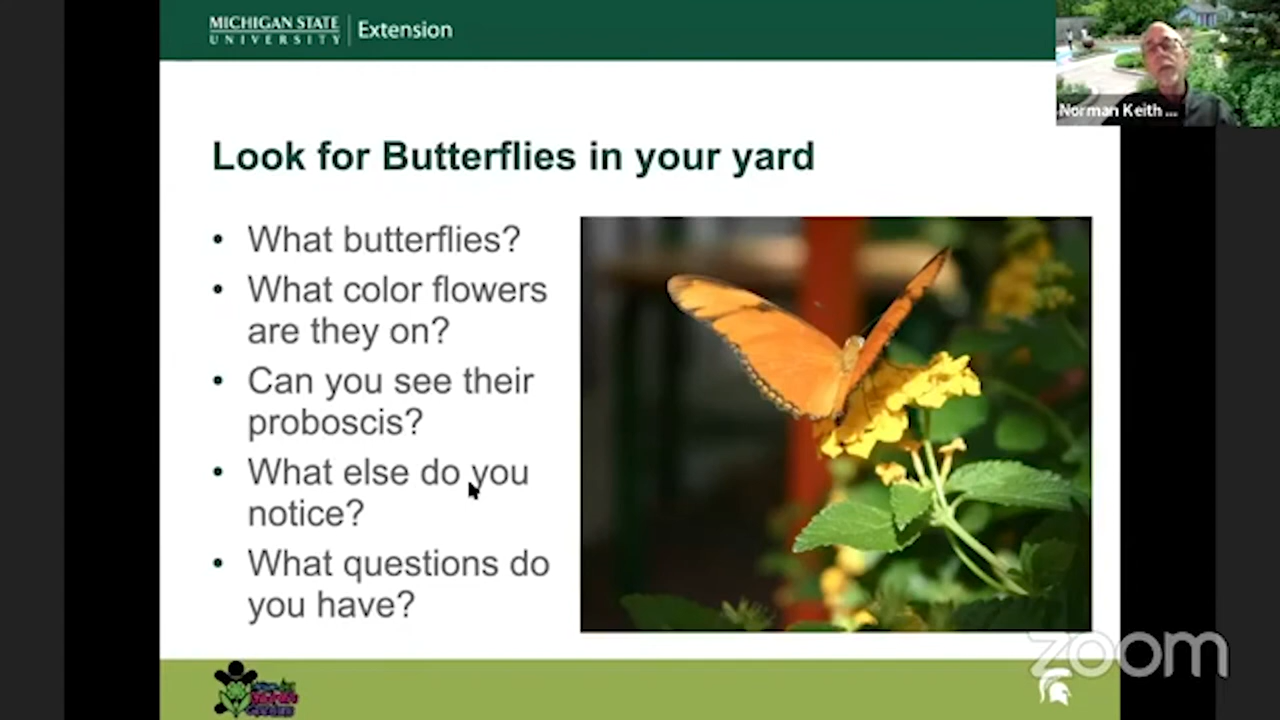 MICHIGAN STATE
UNIVERSITY
Extension
Norman Keith ...
Look for Butterflies in your yard
• What butterflies?
• What color flowers
are they on?
• Can you see their
proboscis?
• What else do you
notice?
• What questions do
you have?
zoom